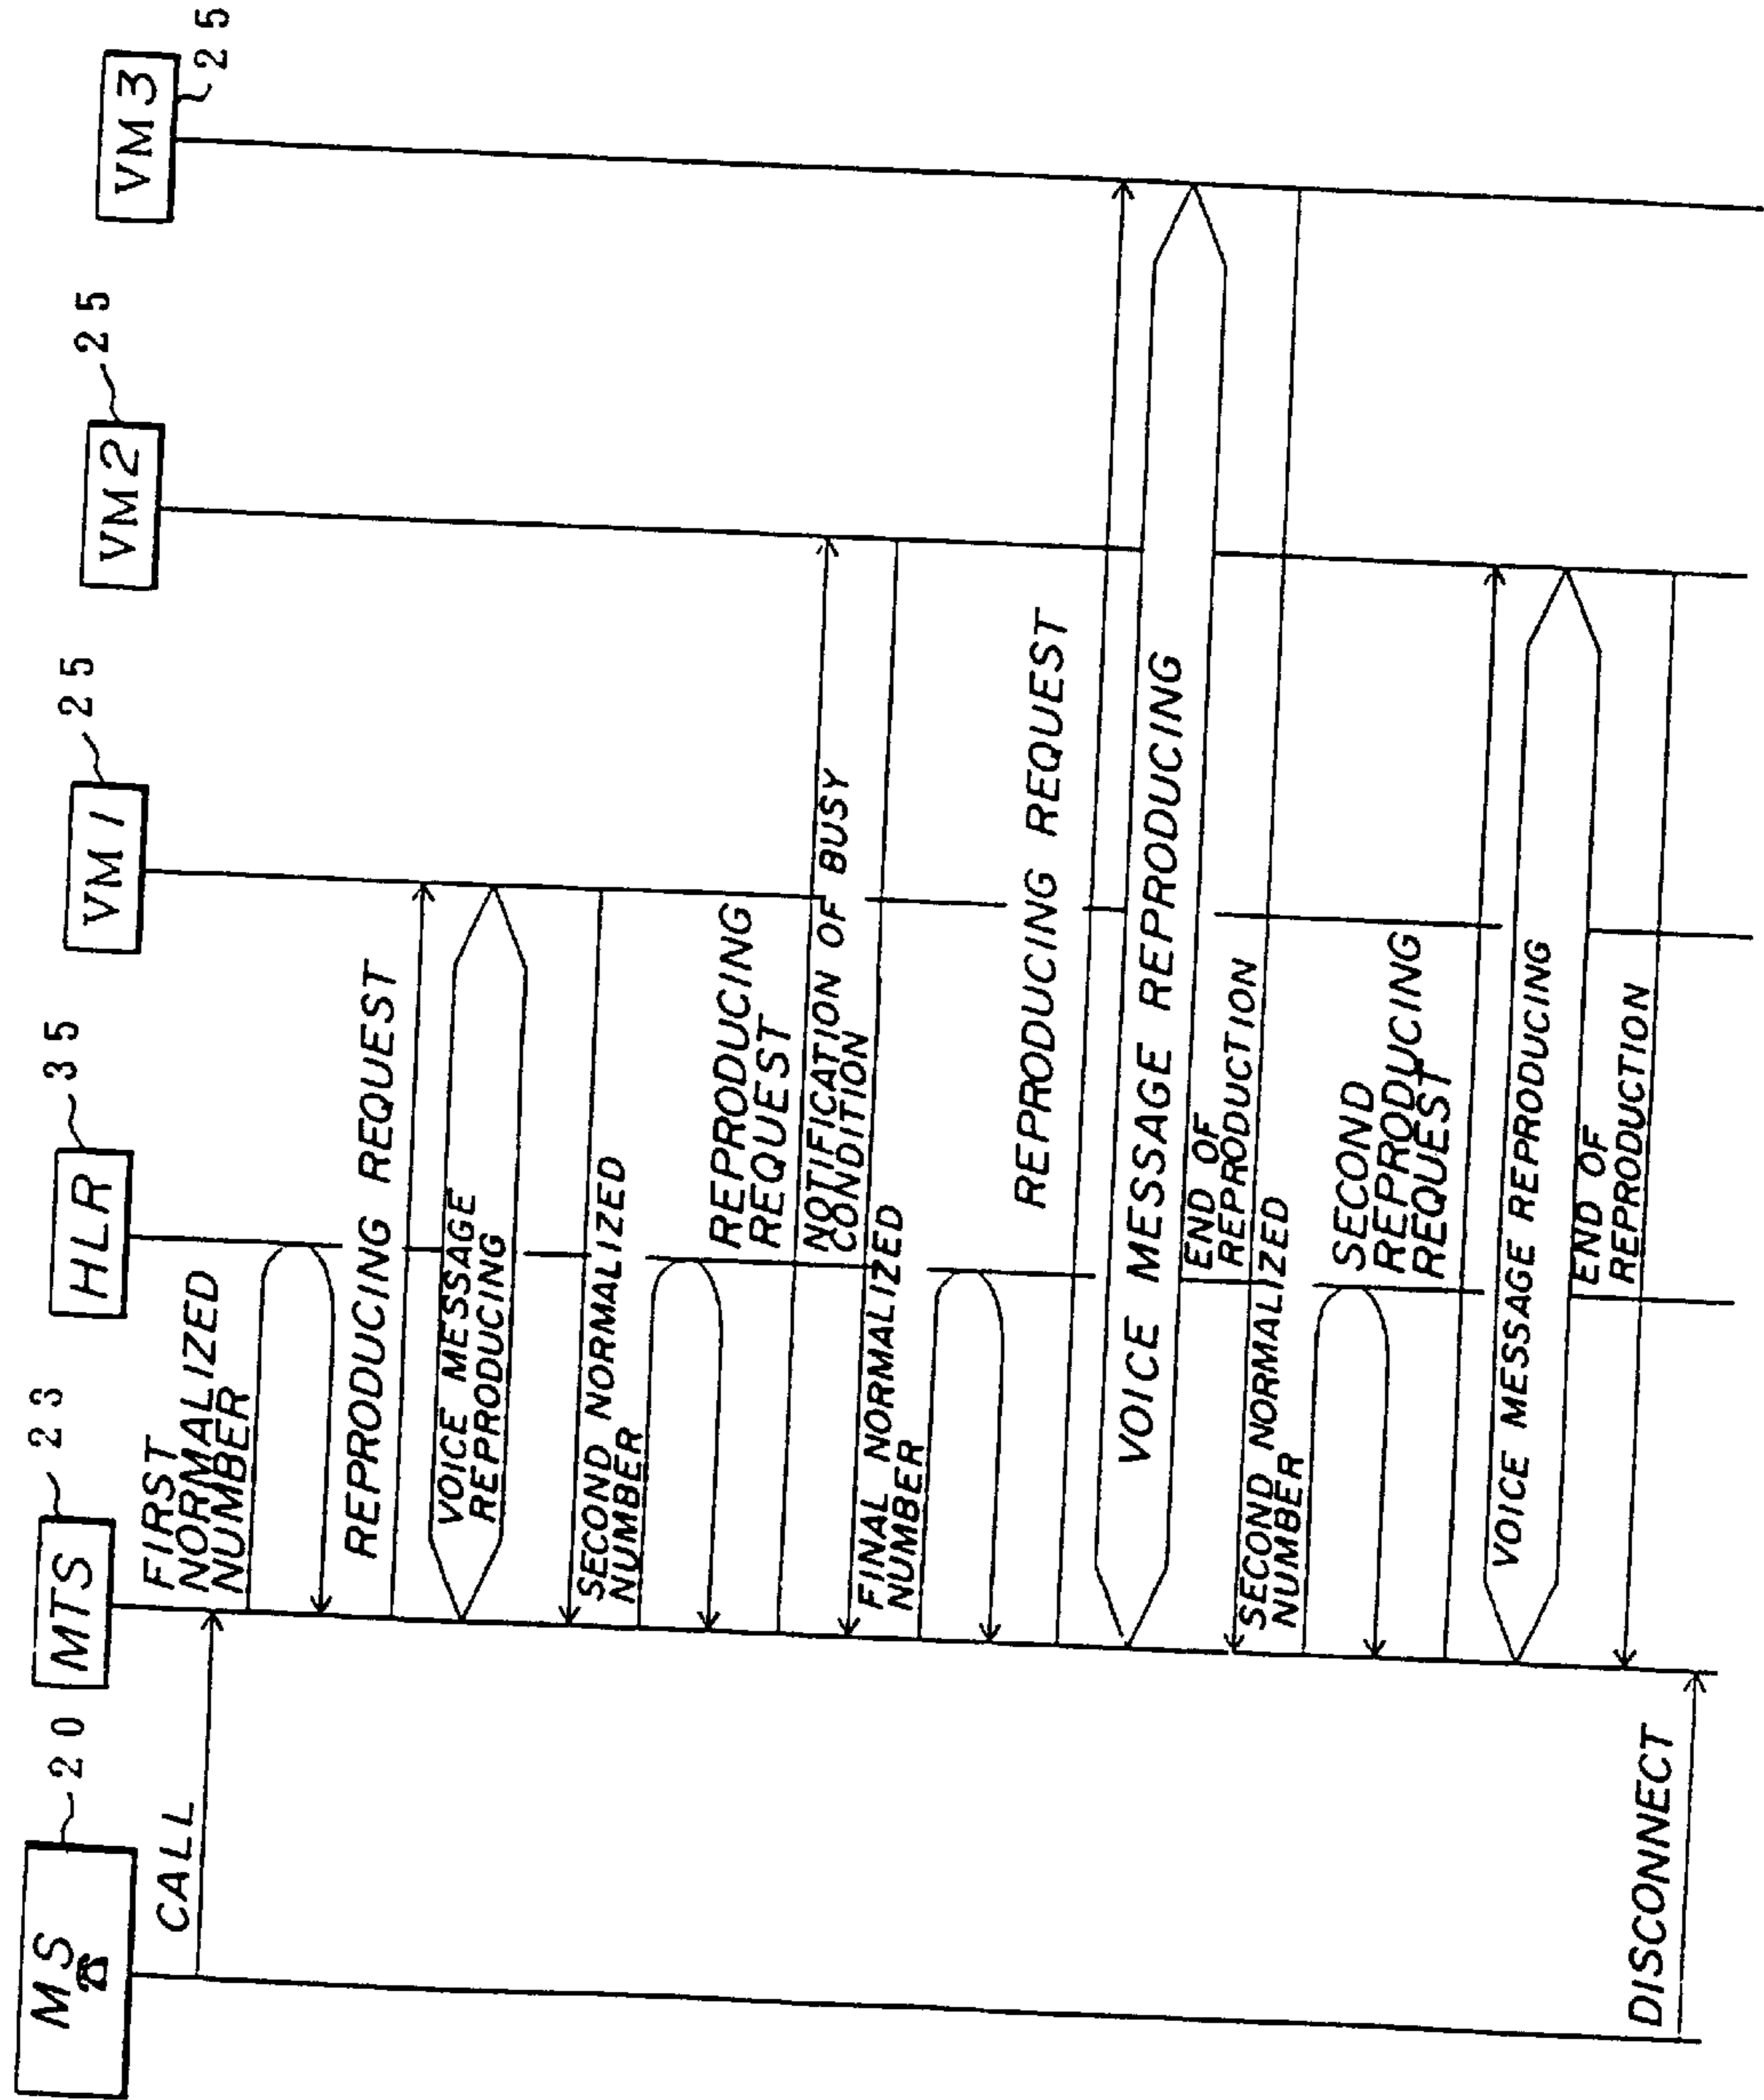 MS
20
MTS
23
HLR
35
VM1
25
VM2
25
VM3
25
CALL
FIRST
NORMALIZED
NUMBER
REPRODUCING REQUEST
VOICE MESSAGE
REPRODUCING
SECOND NORMALIZED
NUMBER
REPRODUCING
REQUEST
NOTIFICATION OF BUSY
CONDITION
FINAL NORMALIZED
NUMBER
REPRODUCING REQUEST
VOICE MESSAGE REPRODUCING
END OF
REPRODUCTION
SECOND NORMALIZED
NUMBER
SECOND
REPRODUCING
REQUEST
VOICE MESSAGE REPRODUCING
END OF
REPRODUCTION
DISCONNECT